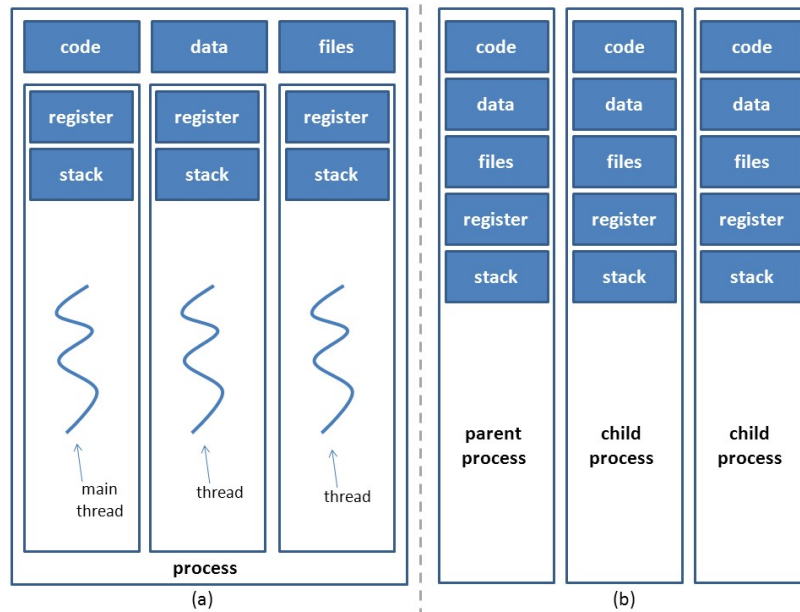 code data files
register register register
stack stack stack
main
thread
thread
thread
process
(a)
code code code
data data data
files files files
register register register
stack stack stack
parent
process
child
process
child
process
(b)